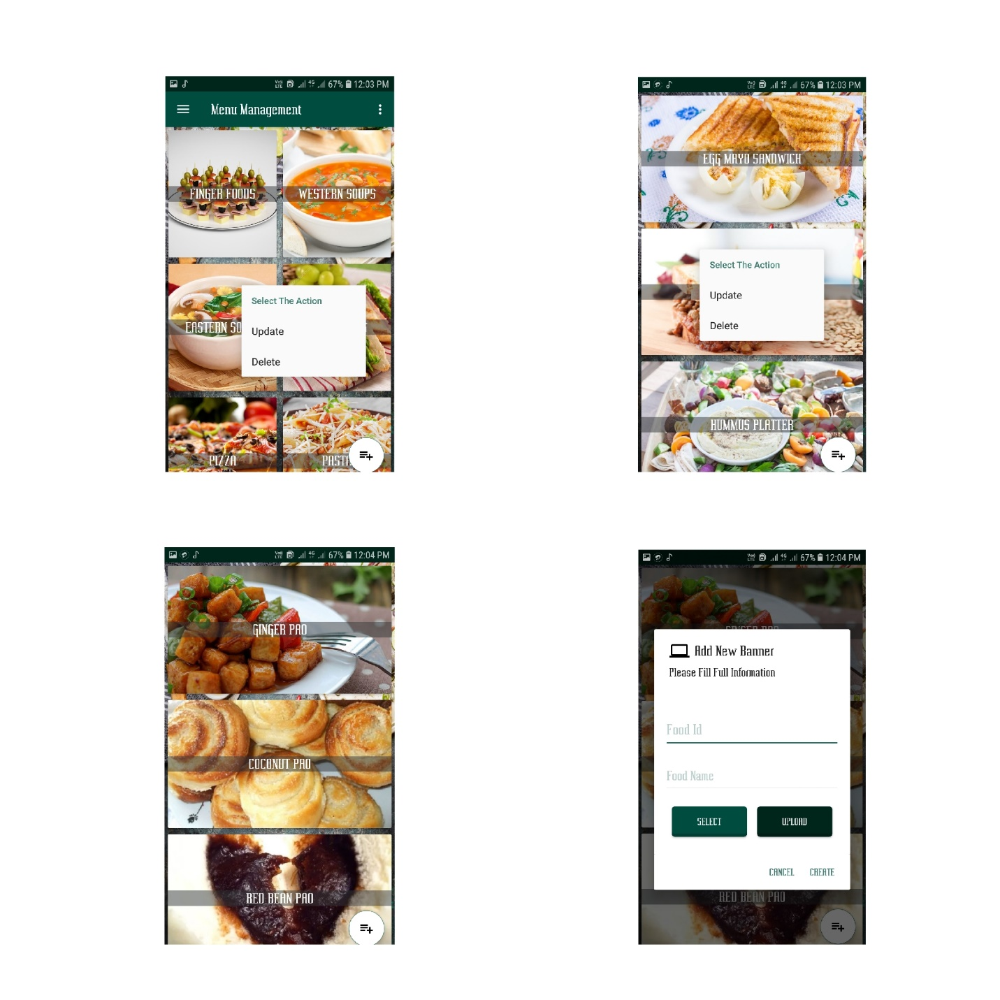 67% 12:03 PM
Menu Management
FINGER FOODS
WESTERN SOUPS
EASTERN SO
Select The Action
Update
Delete
PIZZA
PASTA
67% 12:03 PM
EGG MAYO SANDWICH
Select The Action
Update
Delete
HUMMUS PLATTER
67% 12:04 PM
GINGER PAO
COCONUT PAO
RED BEAN PAO
67% 12:04 PM
GINGER PAO
Add New Banner
Please Fill Full Information
Food Id
Food Name
SELECT
UPLOAD
CANCEL
CREATE
RED BEAN PAO